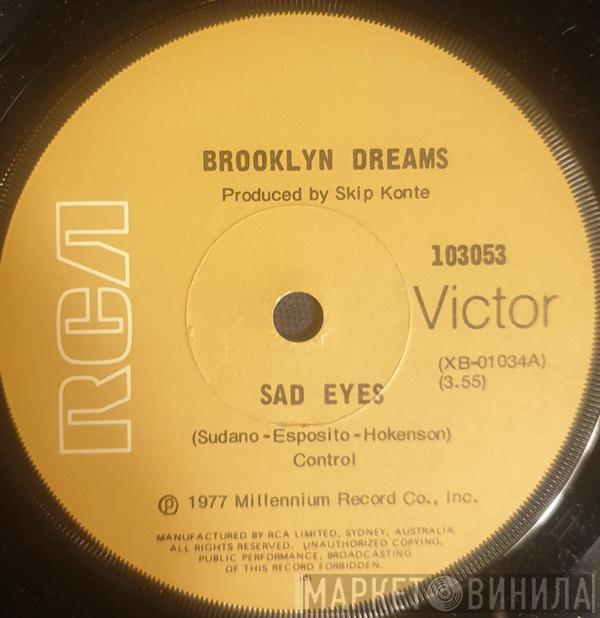 BROOKLYN DREAMS
Produced by Skip Konte
RCA
103053
Victor
(XB-01034A)
(3.55)
SAD EYES
(Sudano-Esposito-Hokenson)
Control
℗ 1977 Millennium Record Co., Inc.
MANUFACTURED BY RCA LIMITED, SYDNEY, AUSTRALIA
ALL RIGHTS RESERVED. UNAUTHORIZED COPYING,
PUBLIC PERFORMANCE, BROADCASTING
OF THIS RECORD FORBIDDEN.
МАРКЕТ ВИНИЛА